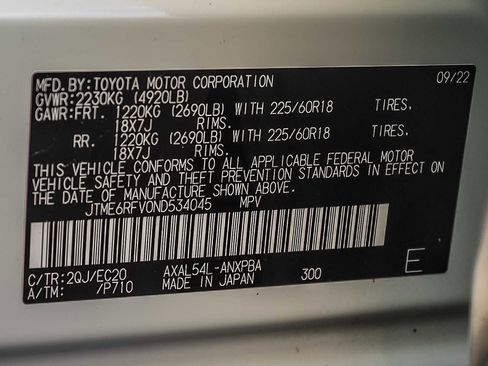 MFD.BY:TOYOTA MOTOR CORPORATION 09/22
GVWR:2230KG (4920LB)
GAWR:FRT. 1220KG (2690LB) WITH 225/60R18 TIRES,
18X7J RIMS.
RR. 1220KG (2690LB) WITH 225/60R18 TIRES,
18X7J RIMS.
THIS VEHICLE CONFORMS TO ALL APPLICABLE FEDERAL MOTOR
VEHICLE SAFETY AND THEFT PREVENTION STANDARDS IN EFFECT ON
THE DATE OF MANUFACTURE SHOWN ABOVE.
JTME6RFV0ND534045 MPV
C/TR:2QJ/EC20 AXAL54L-ANXPBA 300 E
A/TM: /P710 MADE IN JAPAN